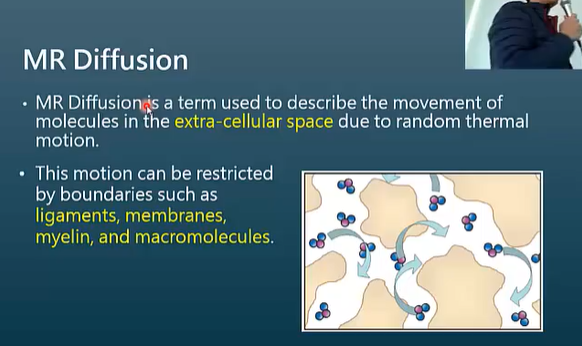 MR Diffusion
• MR Diffusion is a term used to describe the movement of
molecules in the extra-cellular space due to random thermal
motion.
• This motion can be restricted
by boundaries such as
ligaments, membranes,
myelin, and macromolecules.